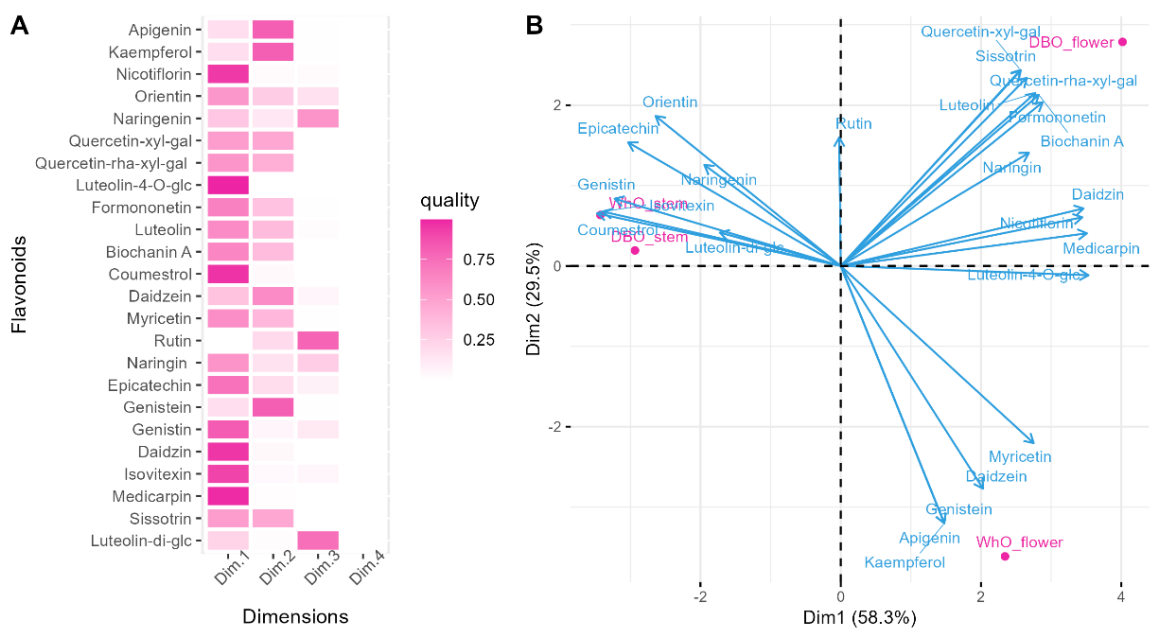 A
Flavonoids
Apigenin
Kaempferol
Nicotiflorin
Orientin
Naringenin
Quercetin-xyl-gal
Quercetin-rha-xyl-gal
Luteolin-4-O-glc
Formononetin
Luteolin
Biochanin A
Coumestrol
Daidzein
Myricetin
Rutin
Naringin
Epicatechin
Genistein
Genistin
Daidzin
Isovitexin
Medicarpin
Sissotrin
Luteolin-di-glc
Dim.1
Dim.2
Dim.3
Dim.4
Dimensions
quality
0.75
0.50
0.25
B
Dim2 (29.5%)
2
0
-2
Quercetin-xyl-gal
DBO_flower
Sissotrin
Quercetin-rha-xyl-gal
Orientin
Luteolin
Formononetin
Rutin
Epicatechin
Biochanin A
Naringin
Naringenin
Genistin
Daidzin
WhO_stem
Isovitexin
Nicotiflorin
Coumestrol
DBO_stem
Luteolin-di-glc
Medicarpin
Luteolin-4-O-glc
Myricetin
Daidzein
Genistein
Apigenin
WhO_flower
Kaempferol
-2
0
2
4
Dim1 (58.3%)